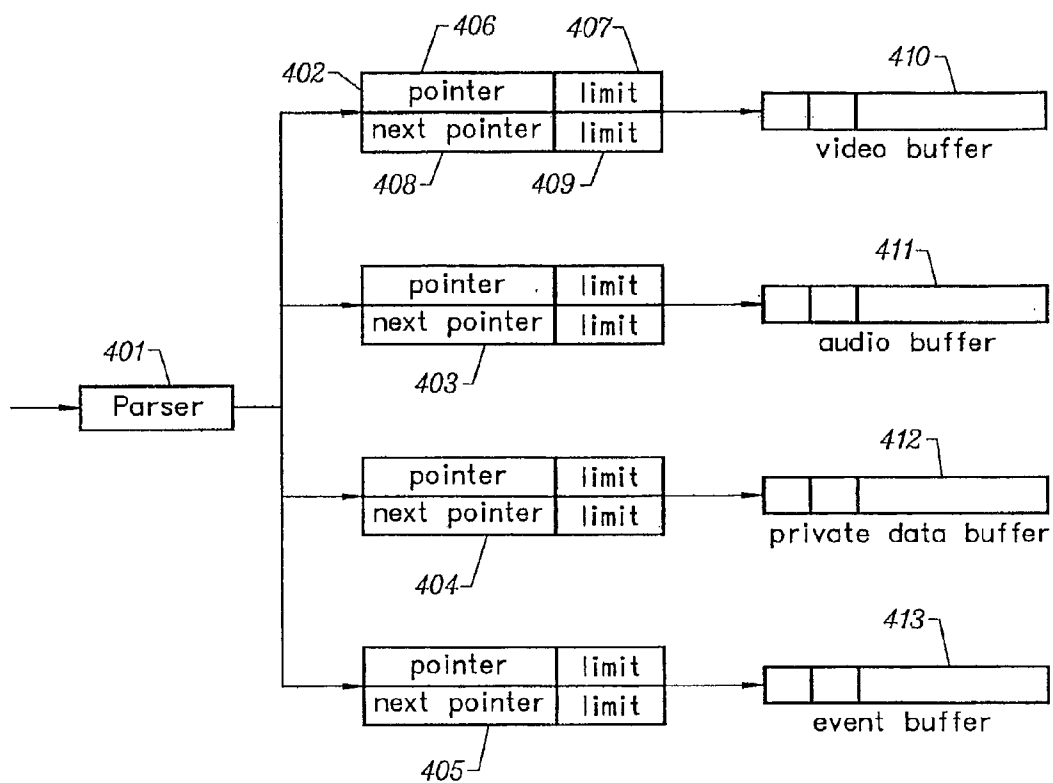 406
407
402
410
pointer limit
next pointer limit
video buffer
408
409
411
pointer limit
next pointer limit
audio buffer
401
403
Parser
412
pointer limit
next pointer limit
private data buffer
404
413
pointer limit
next pointer limit
event buffer
405